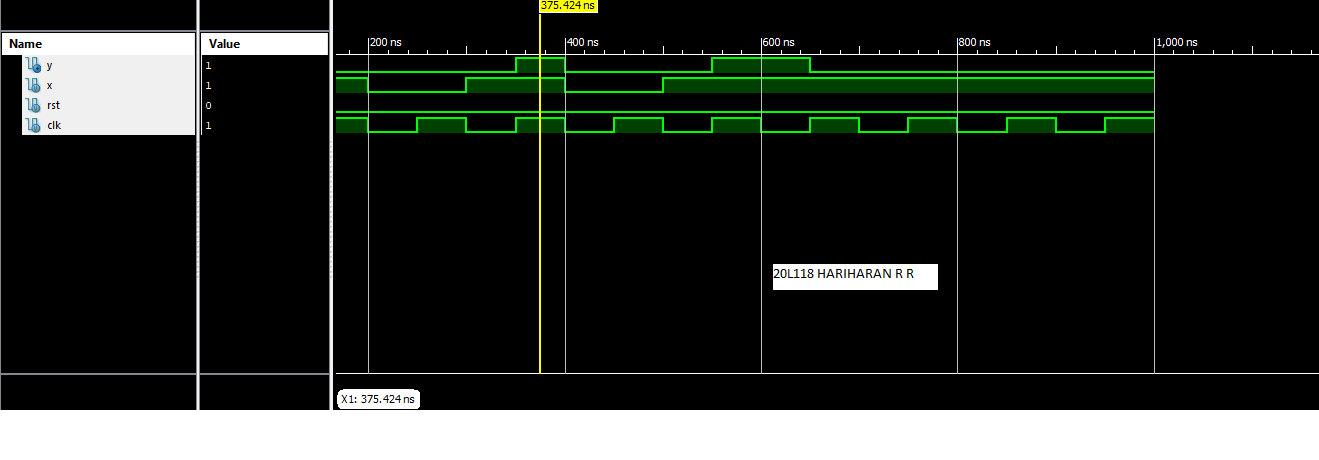 375.424 ns
Name Value
200 ns 400 ns 600 ns 800 ns 1,000 ns
y 1
x 1
rst 0
clk 1
20L118 HARIHARAN R R
X1: 375.424 ns